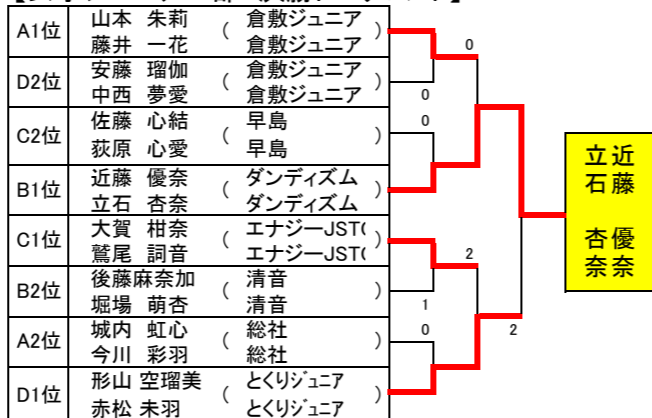 A1位 山本 朱莉 ( 倉敷ジュニア )
藤井 一花 倉敷ジュニア
0
D2位 安藤 瑠伽 ( 倉敷ジュニア )
中西 夢愛 倉敷ジュニア
0
C2位 佐藤 心結 ( 早島 )
荻原 心愛 早島
0
B1位 近藤 優奈 ( ダンディズム )
立石 杏奈 ダンディズム
C1位 大賀 柑奈 ( エナジーJST( )
鷲尾 詞音 エナジーJST(
2
B2位 後藤麻奈加 ( 清音 )
堀場 萌杏 清音
1
A2位 城内 虹心 ( 総社 )
今川 彩羽 総社
0
2
D1位 形山 空瑠美 ( とくりジュニア )
赤松 未羽 とくりジュニア
近藤 優奈
立石 杏奈